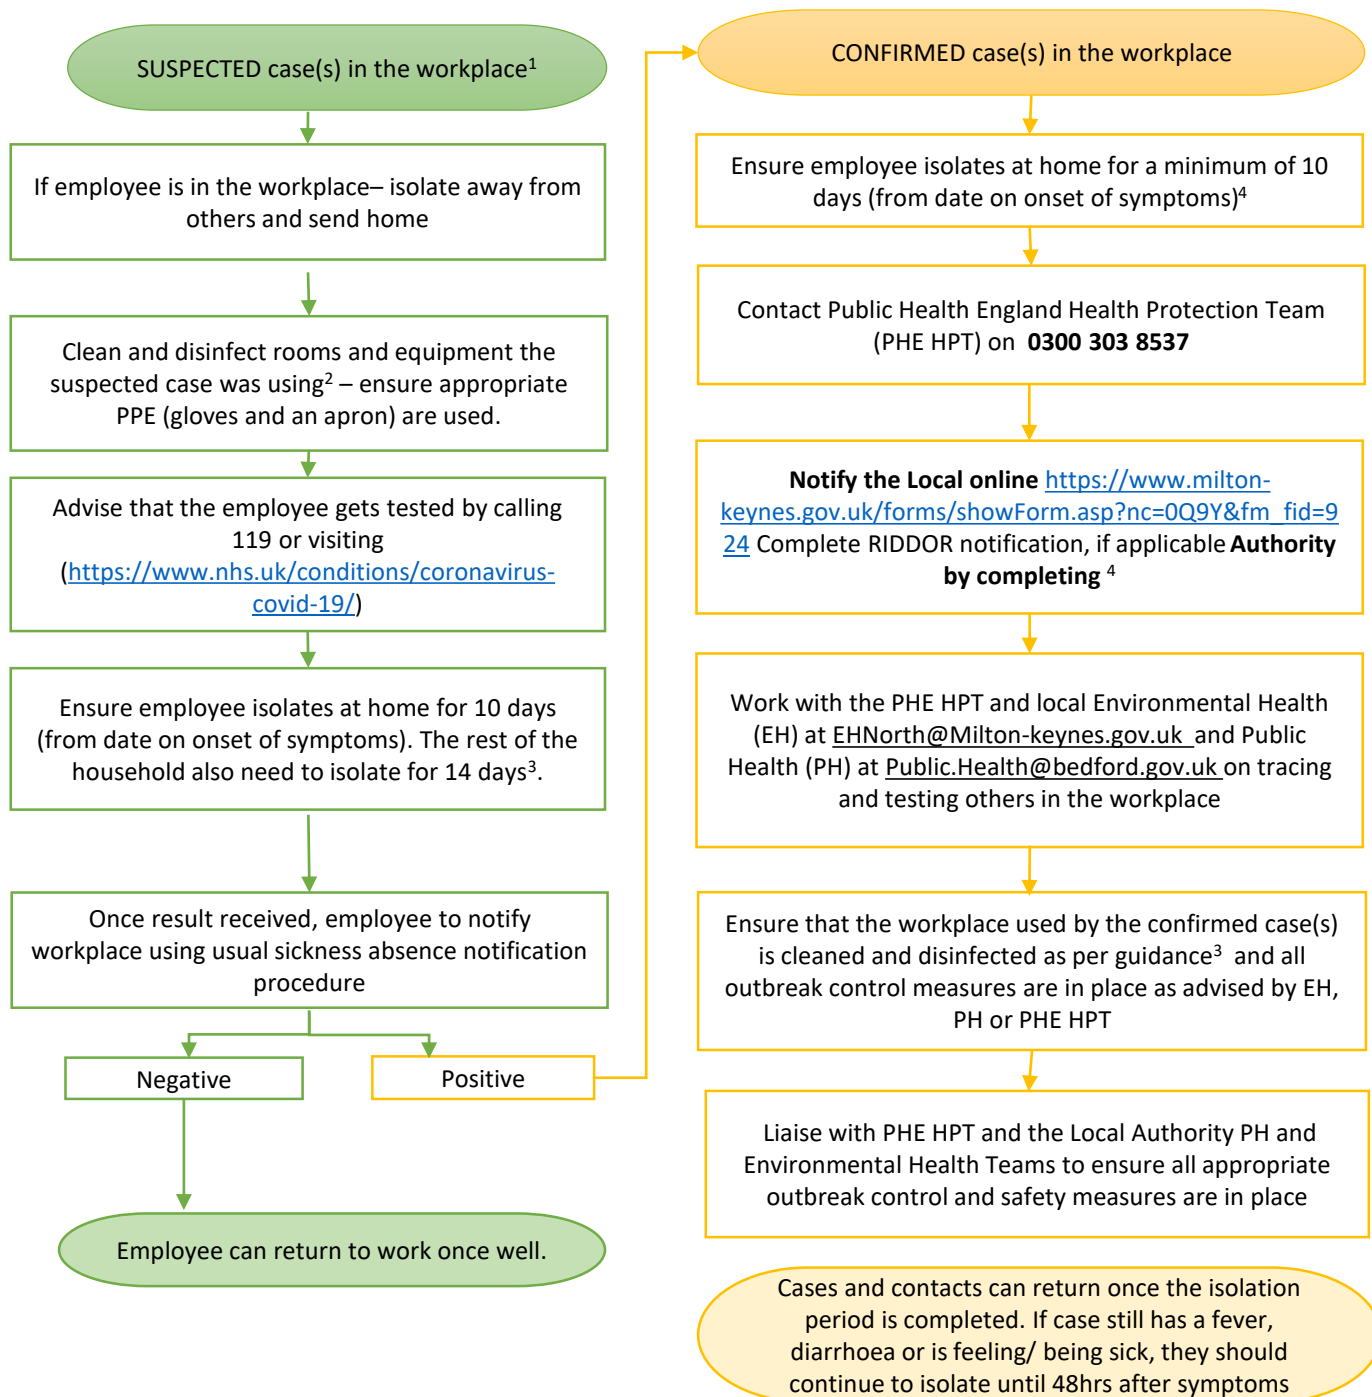 SUSPECTED case(s) in the workplace¹
If employee is in the workplace– isolate away from
others and send home
Clean and disinfect rooms and equipment the
suspected case was using² – ensure appropriate
PPE (gloves and an apron) are used.
Advise that the employee gets tested by calling
119 or visiting
(https://www.nhs.uk/conditions/coronavirus-
covid-19/)
Ensure employee isolates at home for 10 days
(from date on onset of symptoms). The rest of the
household also need to isolate for 14 days³.
Once result received, employee to notify
workplace using usual sickness absence notification
procedure
Negative
Positive
Employee can return to work once well.
CONFIRMED case(s) in the workplace
Ensure employee isolates at home for a minimum of 10
days (from date on onset of symptoms)⁴
Contact Public Health England Health Protection Team
(PHE HPT) on 0300 303 8537
Notify the Local online https://www.milton-
keynes.gov.uk/forms/showForm.asp?nc=0Q9Y&fm_fid=9
24 Complete RIDDOR notification, if applicable Authority
by completing ⁴
Work with the PHE HPT and local Environmental Health
(EH) at EHNorth@Milton-keynes.gov.uk and Public
Health (PH) at Public.Health@bedford.gov.uk on tracing
and testing others in the workplace
Ensure that the workplace used by the confirmed case(s)
is cleaned and disinfected as per guidance³ and all
outbreak control measures are in place as advised by EH,
PH or PHE HPT
Liaise with PHE HPT and the Local Authority PH and
Environmental Health Teams to ensure all appropriate
outbreak control and safety measures are in place
Cases and contacts can return once the isolation
period is completed. If case still has a fever,
diarrhoea or is feeling/ being sick, they should
continue to isolate until 48hrs after symptoms